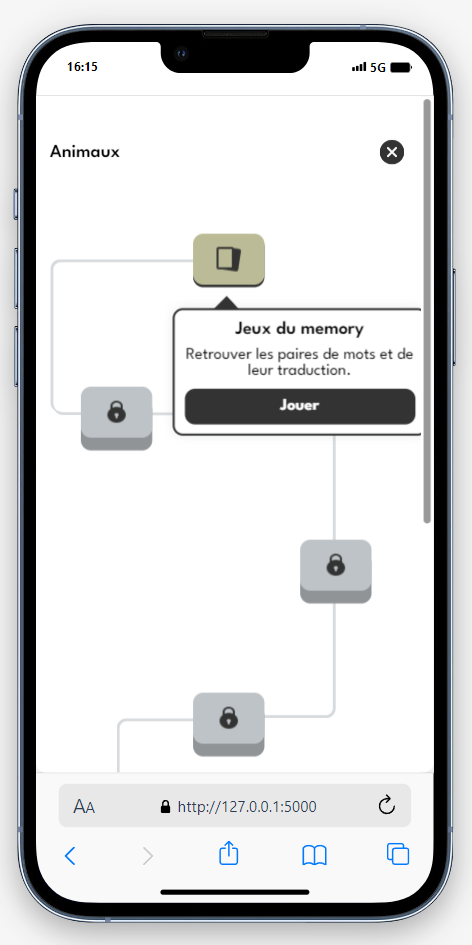 16:15
5G
Animaux
Jeux du memory
Retrouver les paires de mots et de
leur traduction.
Jouer
AA http://127.0.0.1:5000